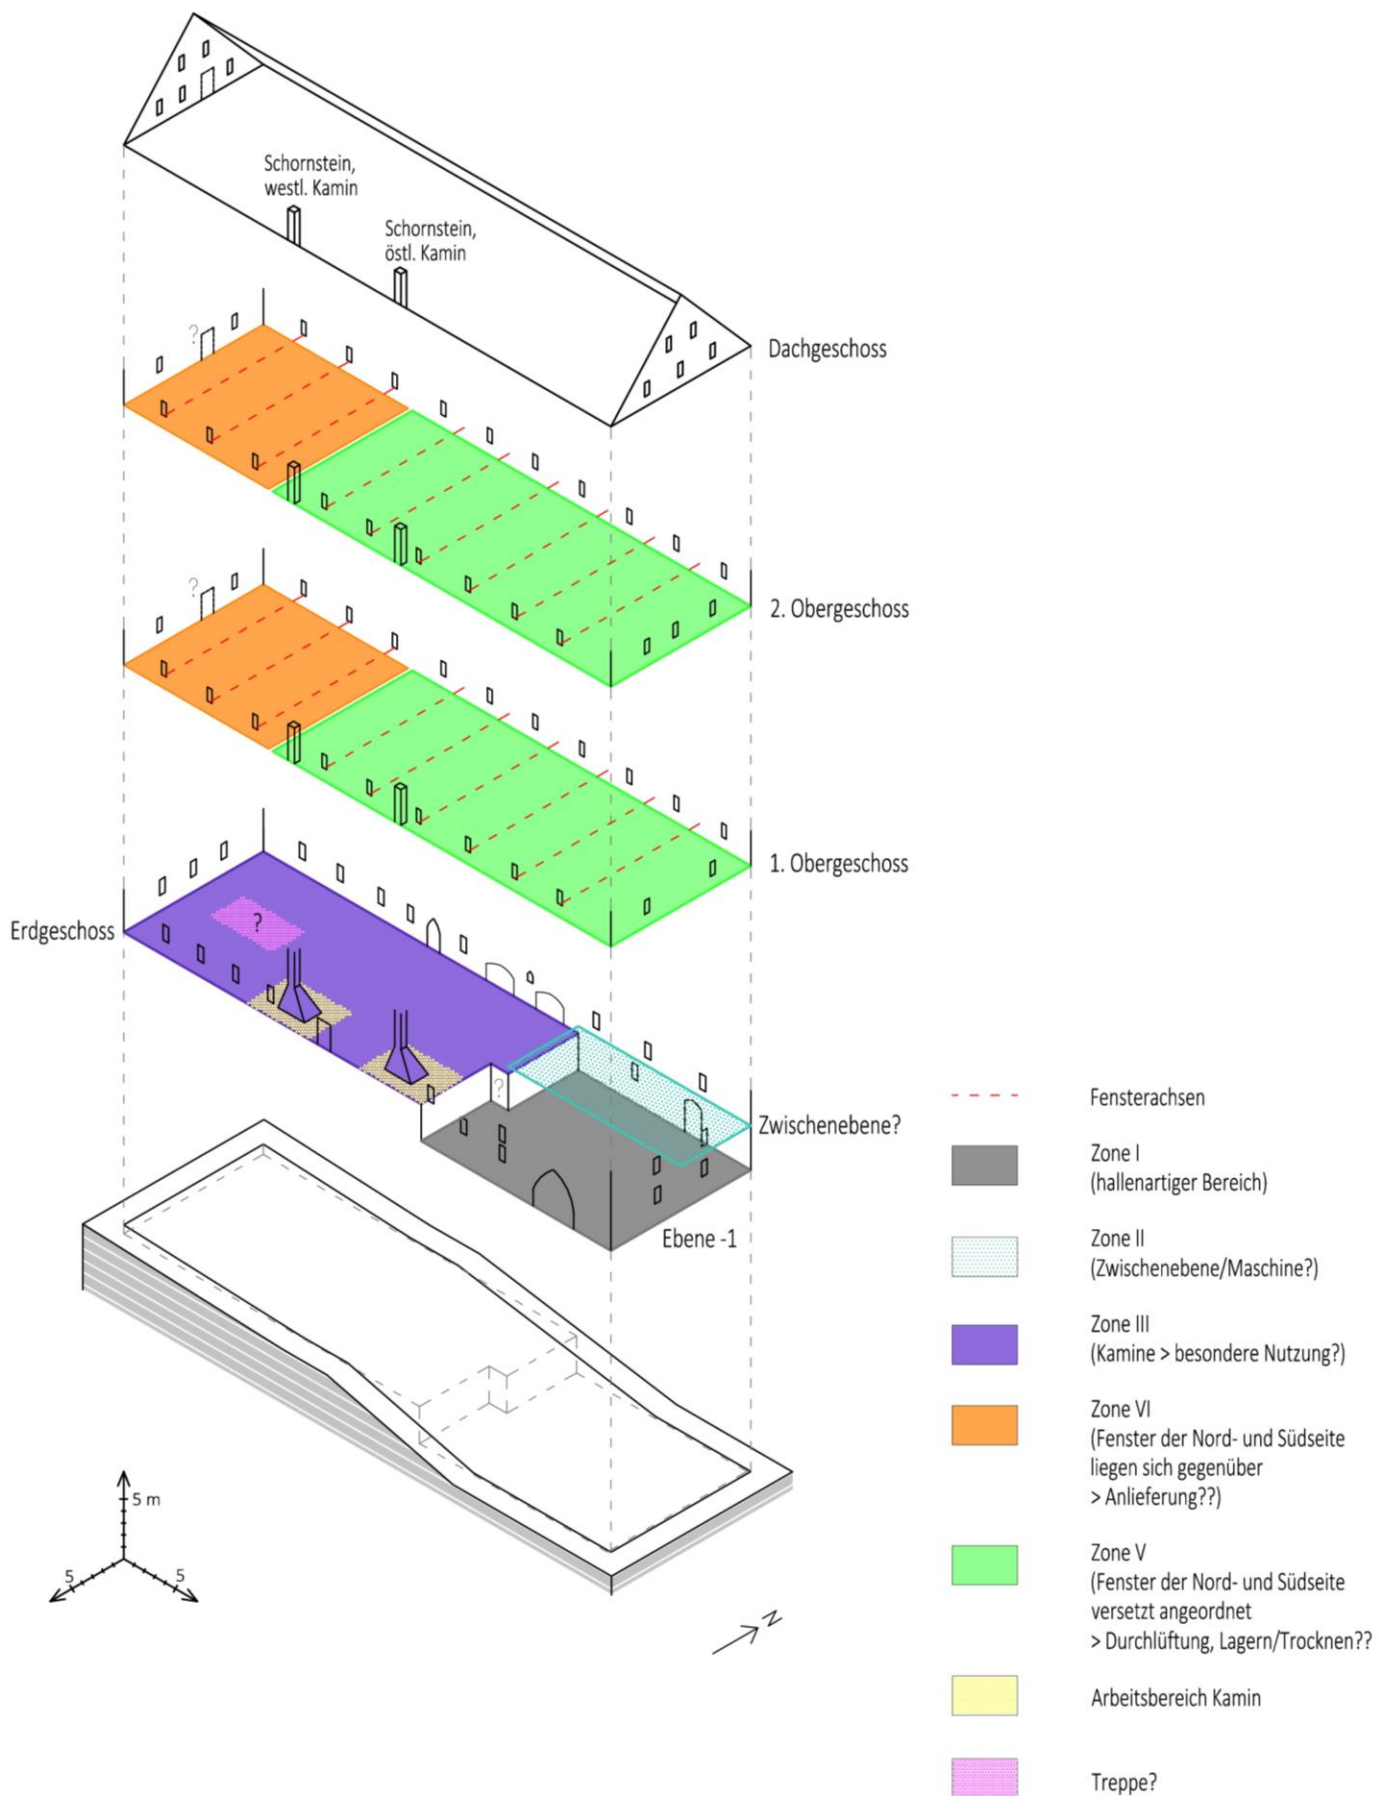 Schornstein,
westl. Kamin
Schornstein,
östl. Kamin
Dachgeschoss
?
2. Obergeschoss
?
1. Obergeschoss
Erdgeschoss
?
?
Zwischenebene?
Ebene -1
5 m
5
5
N
Fensterachsen
Zone I
(hallenartiger Bereich)
Zone II
(Zwischenebene/Maschine?)
Zone III
(Kamine > besondere Nutzung?)
Zone VI
(Fenster der Nord- und Südseite
liegen sich gegenüber
> Anlieferung??)
Zone V
(Fenster der Nord- und Südseite
versetzt angeordnet
> Durchlüftung, Lagern/Trocknen??
Arbeitsbereich Kamin
Treppe?